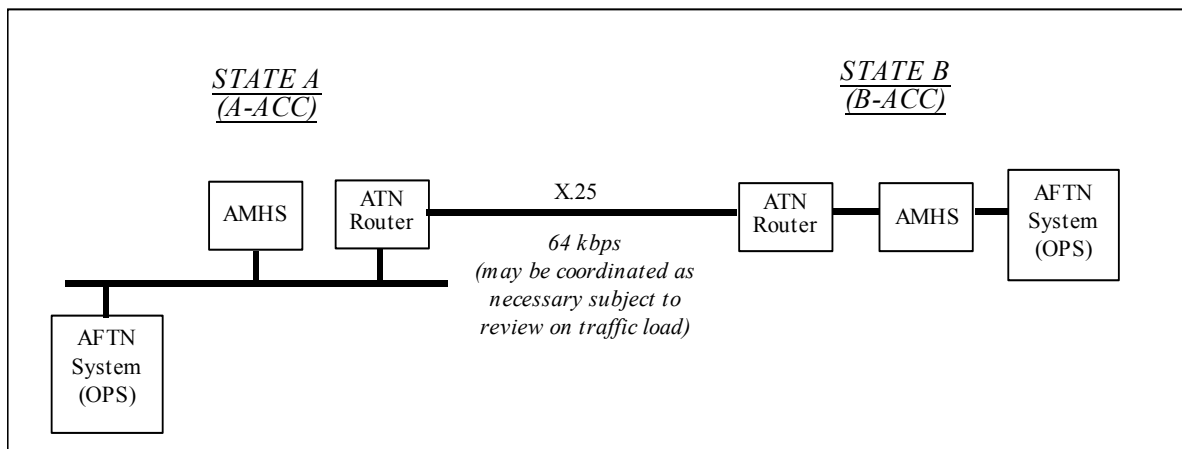 STATE A
(A-ACC)
STATE B
(B-ACC)
AMHS
ATN
Router
X.25
64 kbps
(may be coordinated as
necessary subject to
review on traffic load)
ATN
Router
AMHS
AFTN
System
(OPS)
AFTN
System
(OPS)